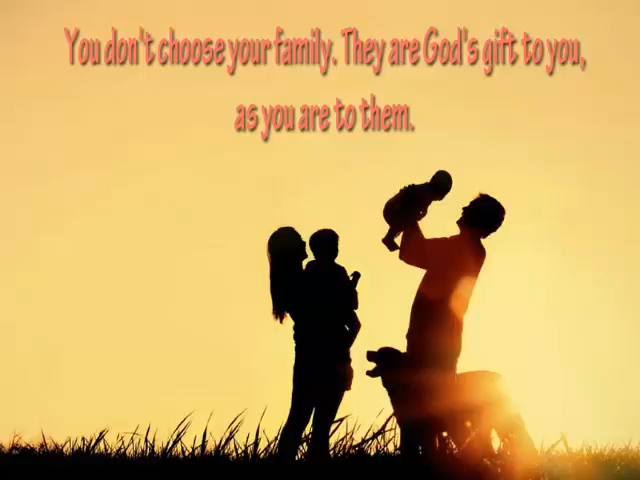 You don't choose your family. They are God's gift to you,
as you are to them.